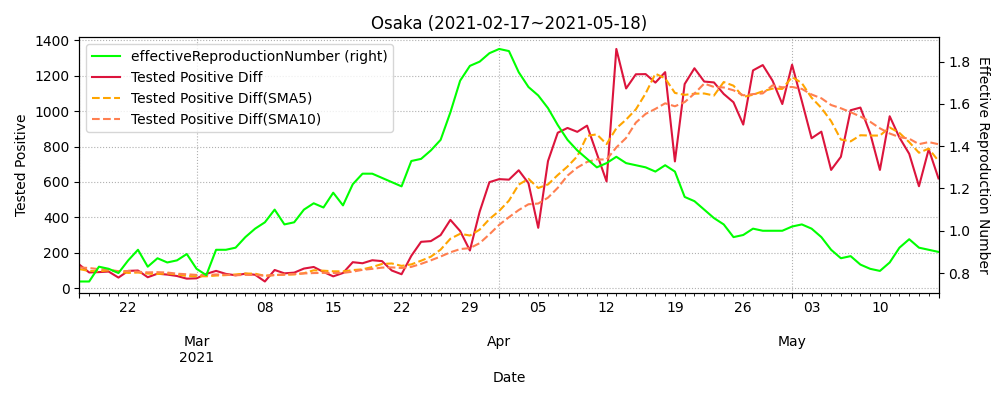 Osaka (2021-02-17~2021-05-18)
effectiveReproductionNumber (right)
Tested Positive Diff
Tested Positive Diff(SMA5)
Tested Positive Diff(SMA10)
Tested Positive
1400
1200
1000
800
600
400
200
0
Effective Reproduction Number
1.8
1.6
1.4
1.2
1.0
0.8
22 08 15 22 29 05 12 19 26 03 10
Mar Apr May
2021
Date